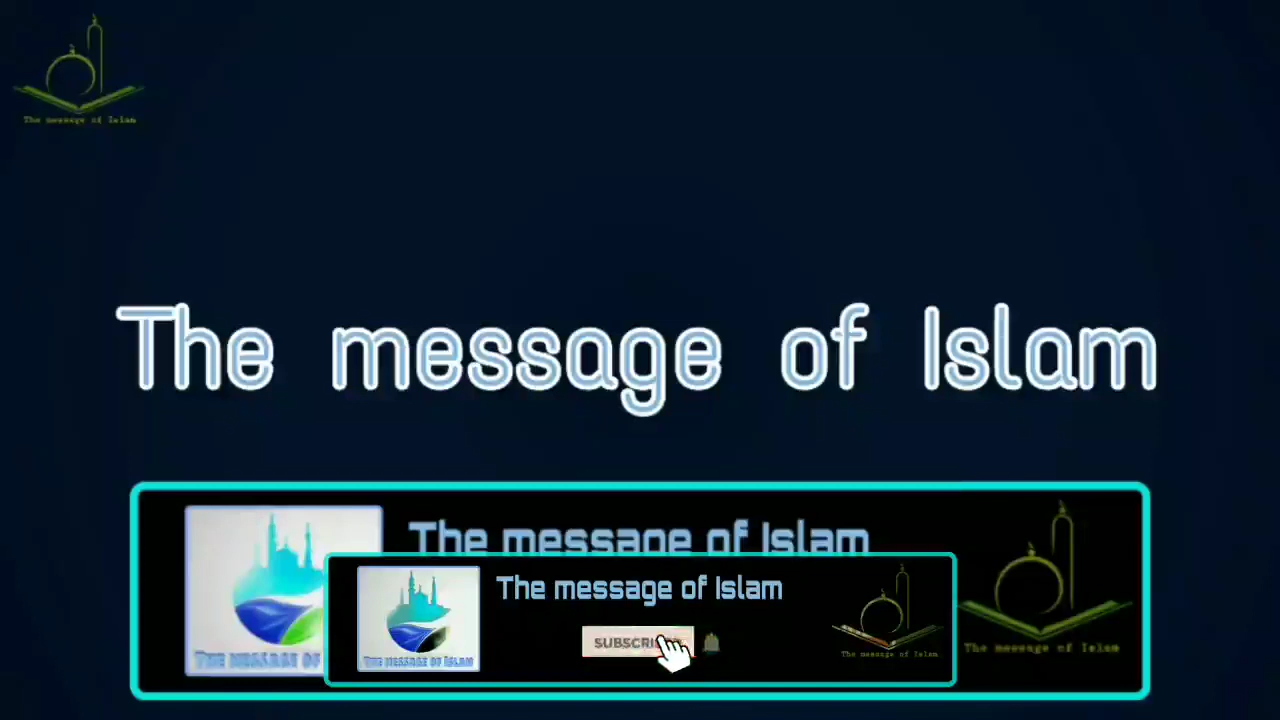 The message of Islam
The message of Islam
The message of Islam
The message of Islam
SUBSCRIBE
THE MESSAGE OF
THE MESSAGE OF ISLAM
The message of Islam
The message of Islam